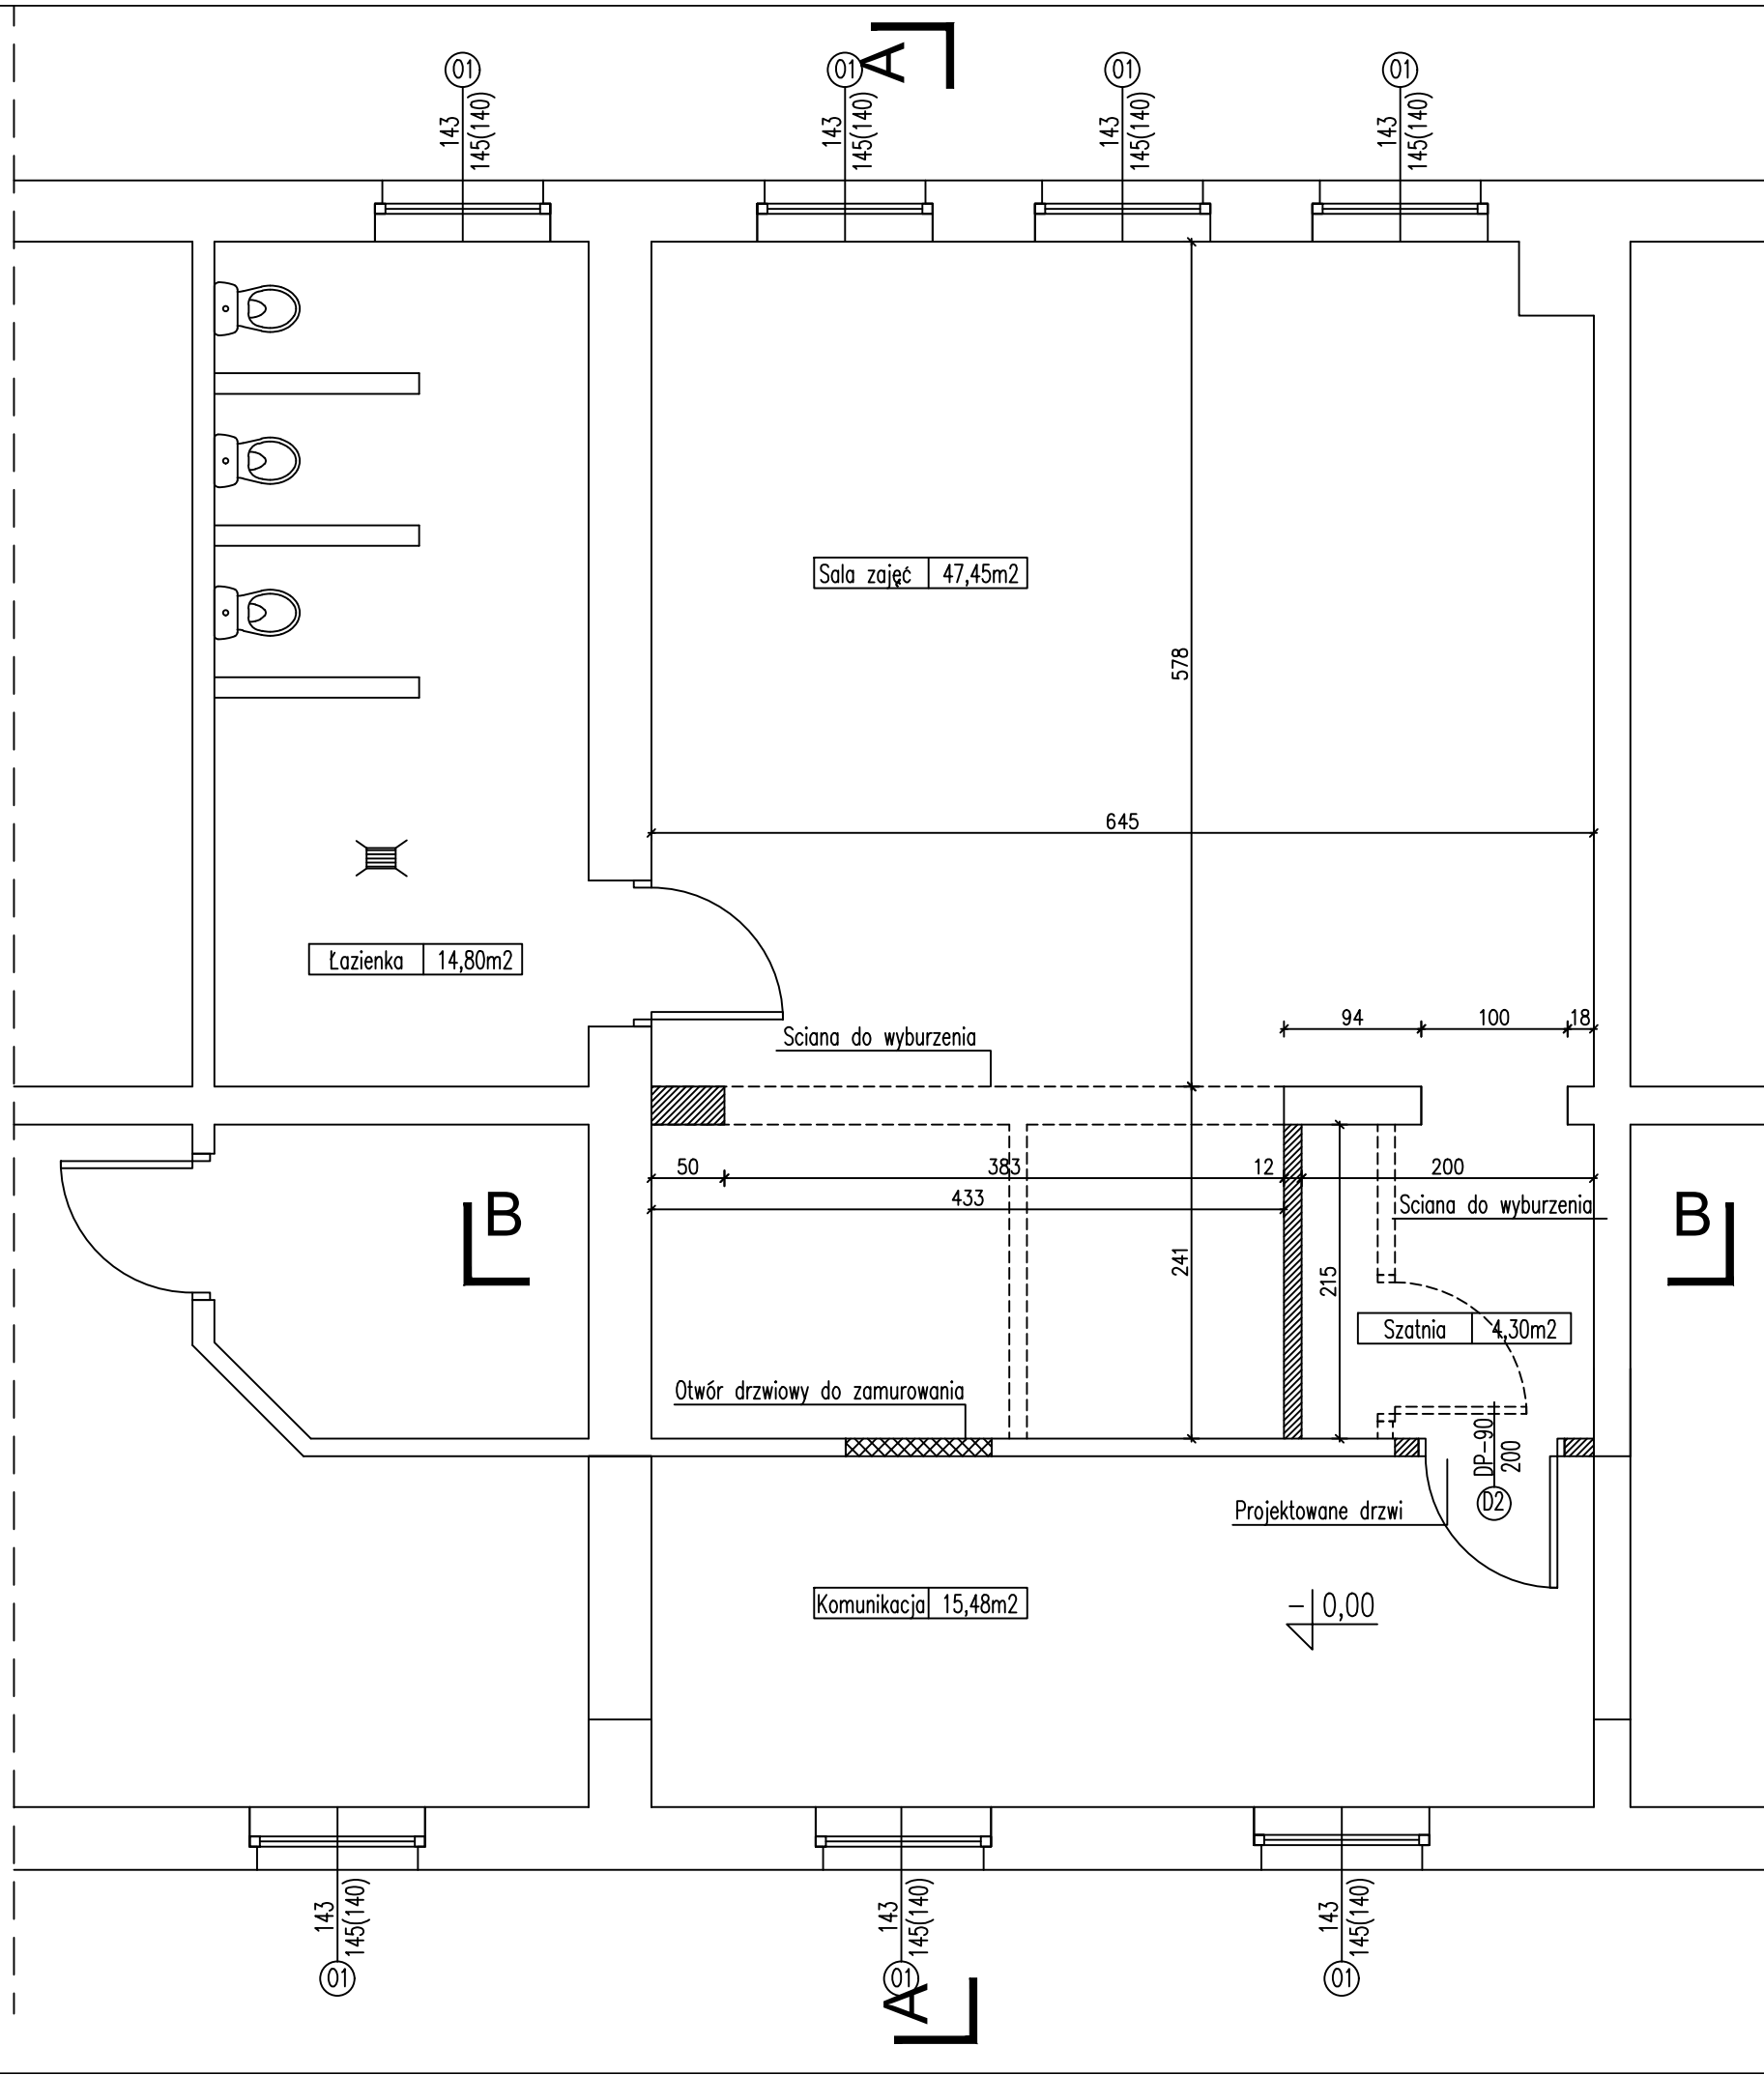 A
01
01
01
01
143
145(140)
143
145(140)
143
145(140)
143
145(140)
Sala zajęć 47,45m2
578
645
Łazienka 14,80m2
94
100
18
Sciana do wyburzenia
50
383
12
200
433
Sciana do wyburzenia
B
B
241
215
Szatnia 4,30m2
Otwór drzwiowy do zamurowania
DP-90
200
D2
Projektowane drzwi
Komunikacja 15,48m2
- 0,00
143
145(140)
143
145(140)
143
145(140)
01
01
01
A